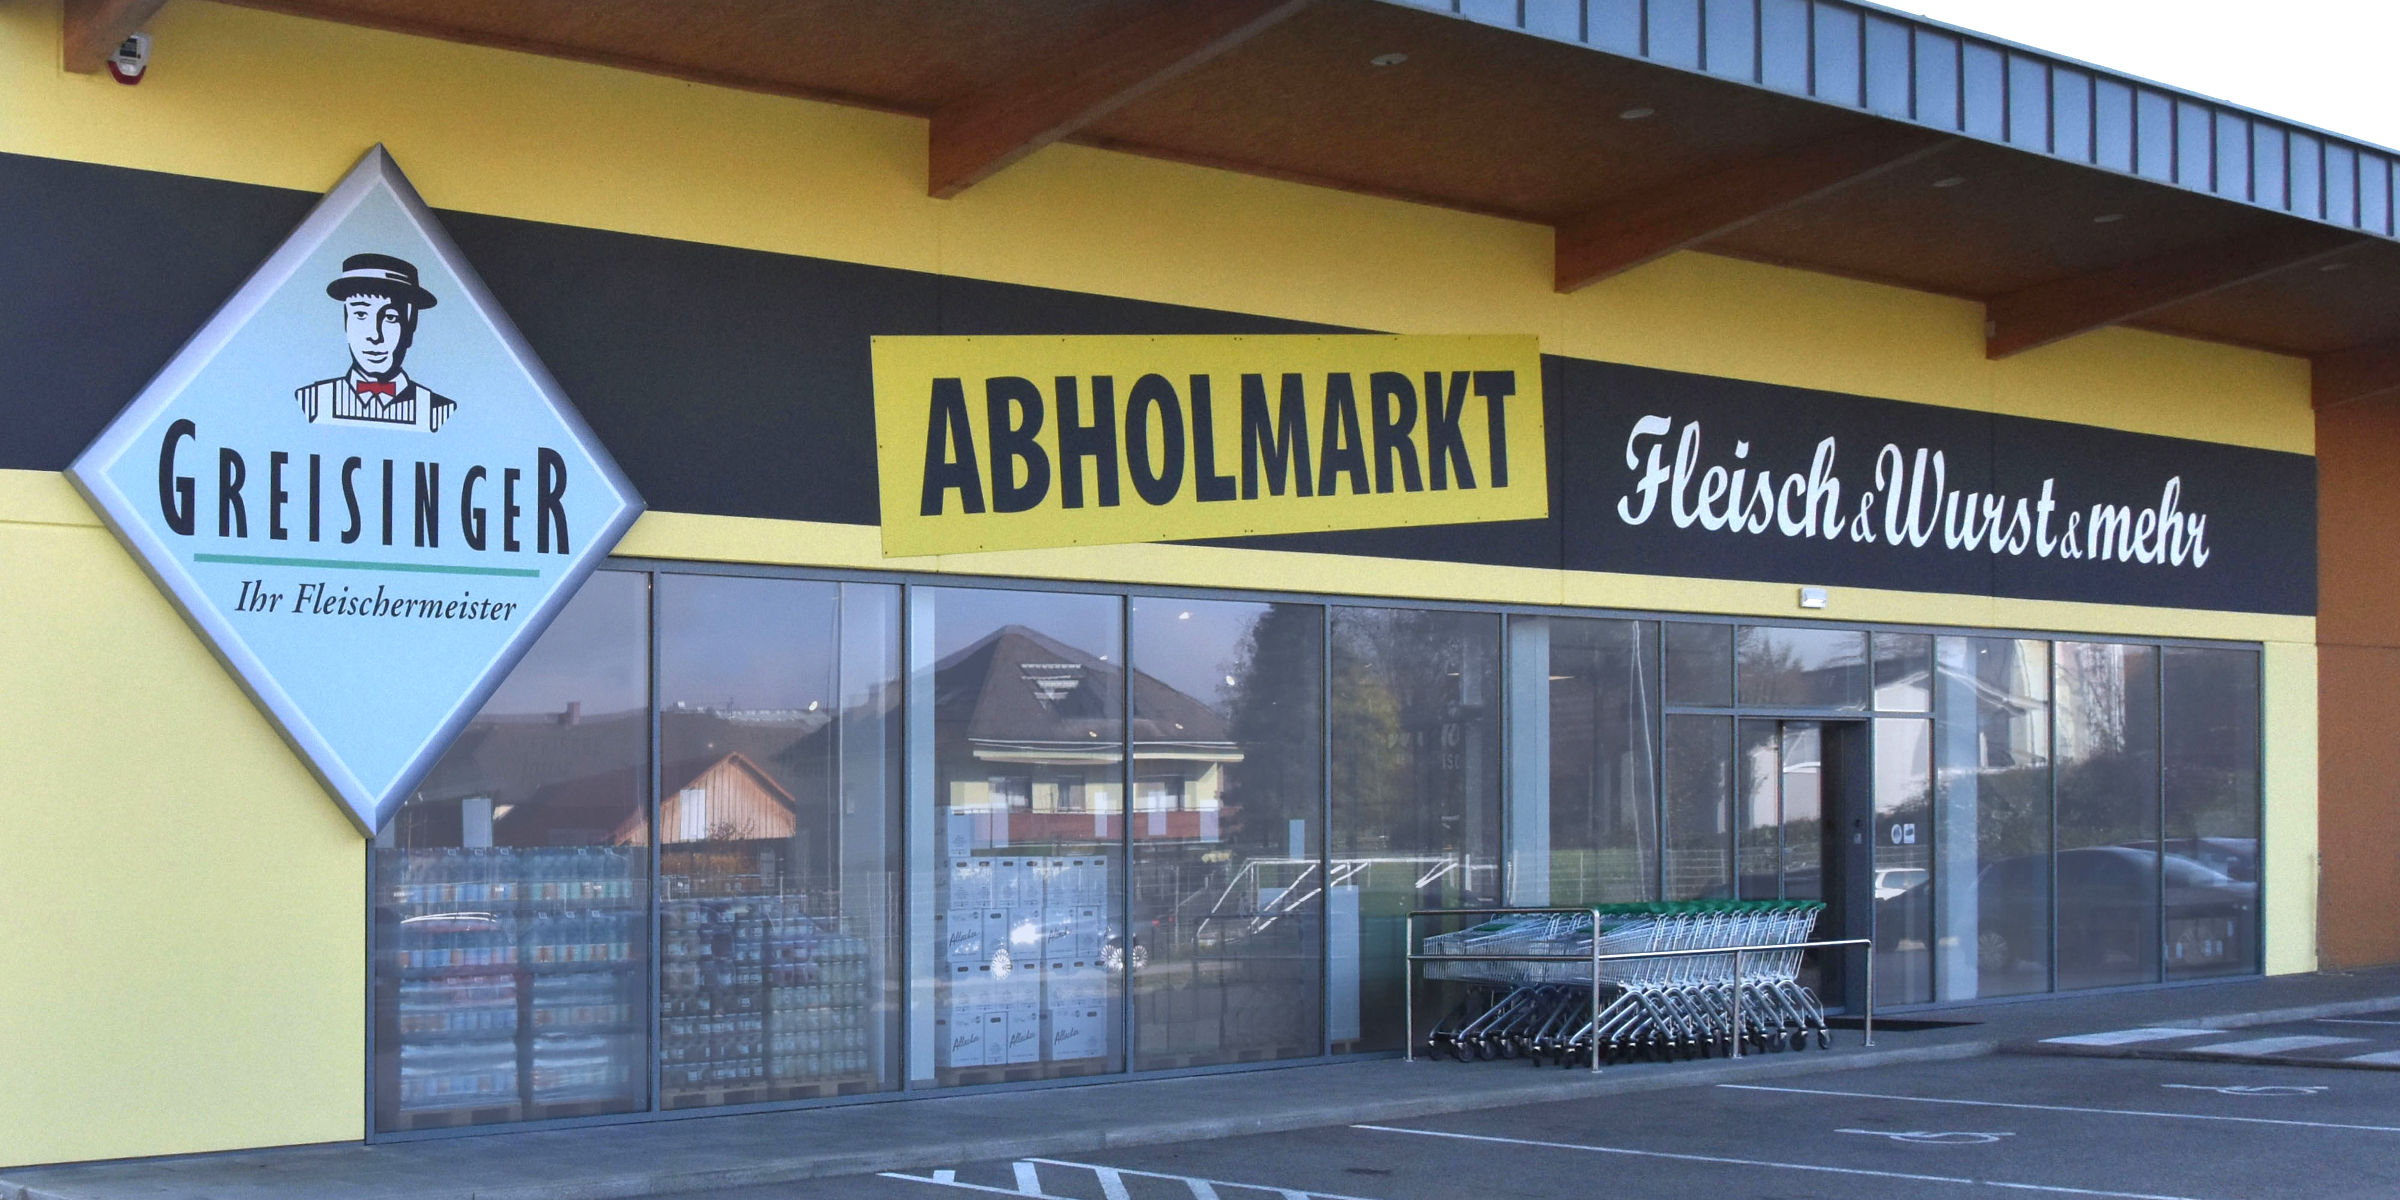 GREISINGER
Ihr Fleischermeister
ABHOLMARKT
Fleisch & Wurst & mehr